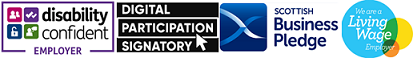 disability
confident
EMPLOYER
DIGITAL
PARTICIPATION
SIGNATORY
SCOTTISH
Business
Pledge
We are a
Living
Wage
Employer